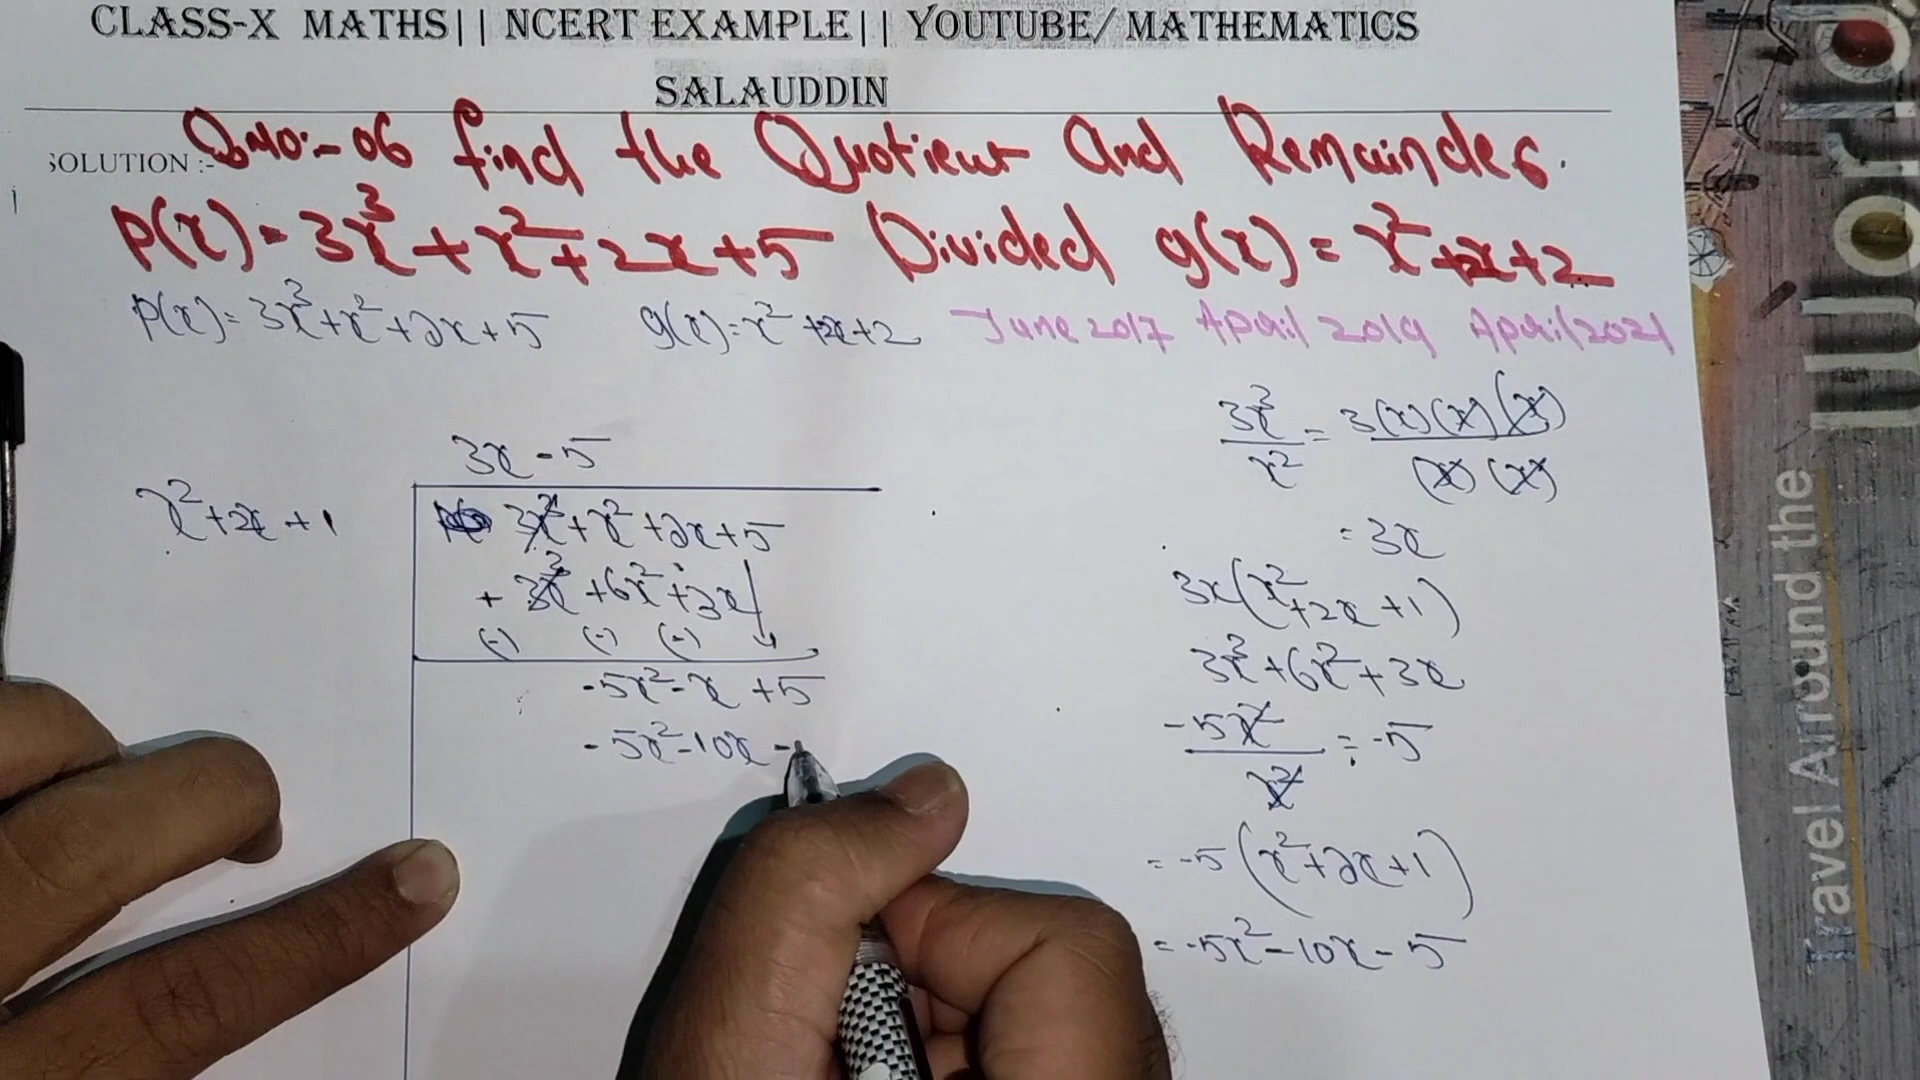 CLASS-X MATHS|| NCERT EXAMPLE|| YOUTUBE/ MATHEMATICS
SALAUDDIN
SOLUTION :-
Q.No:-06 find the Quotient And Remainder.
P(x) = 3x³ + x² + 2x + 5 Divided g(x) = x² + 2x + 2
P(x) = 3x³ + x² + 2x + 5 g(x) = x² + 2x + 2 June 2017 April 2019 April 2021
3x - 5
x² + 2x + 1
3x³ + x² + 2x + 5
+ 3x³ + 6x² + 3x
(-) (-) (-)
-5x² - x + 5
-5x² - 10x -
3x³/x² = 3(x)(x)(x)/(x)(x)
= 3x
3x(x² + 2x + 1)
3x³ + 6x² + 3x
-5x²/x² = -5
= -5(x² + 2x + 1)
= -5x² - 10x - 5
Travel Arround the
World